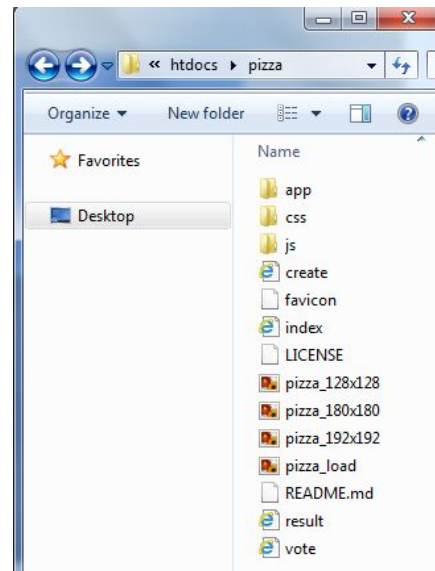 « htdocs ▸ pizza
Organize ▾ New folder
Favorites
Desktop
Name
app
css
js
create
favicon
index
LICENSE
pizza_128x128
pizza_180x180
pizza_192x192
pizza_load
README.md
result
vote